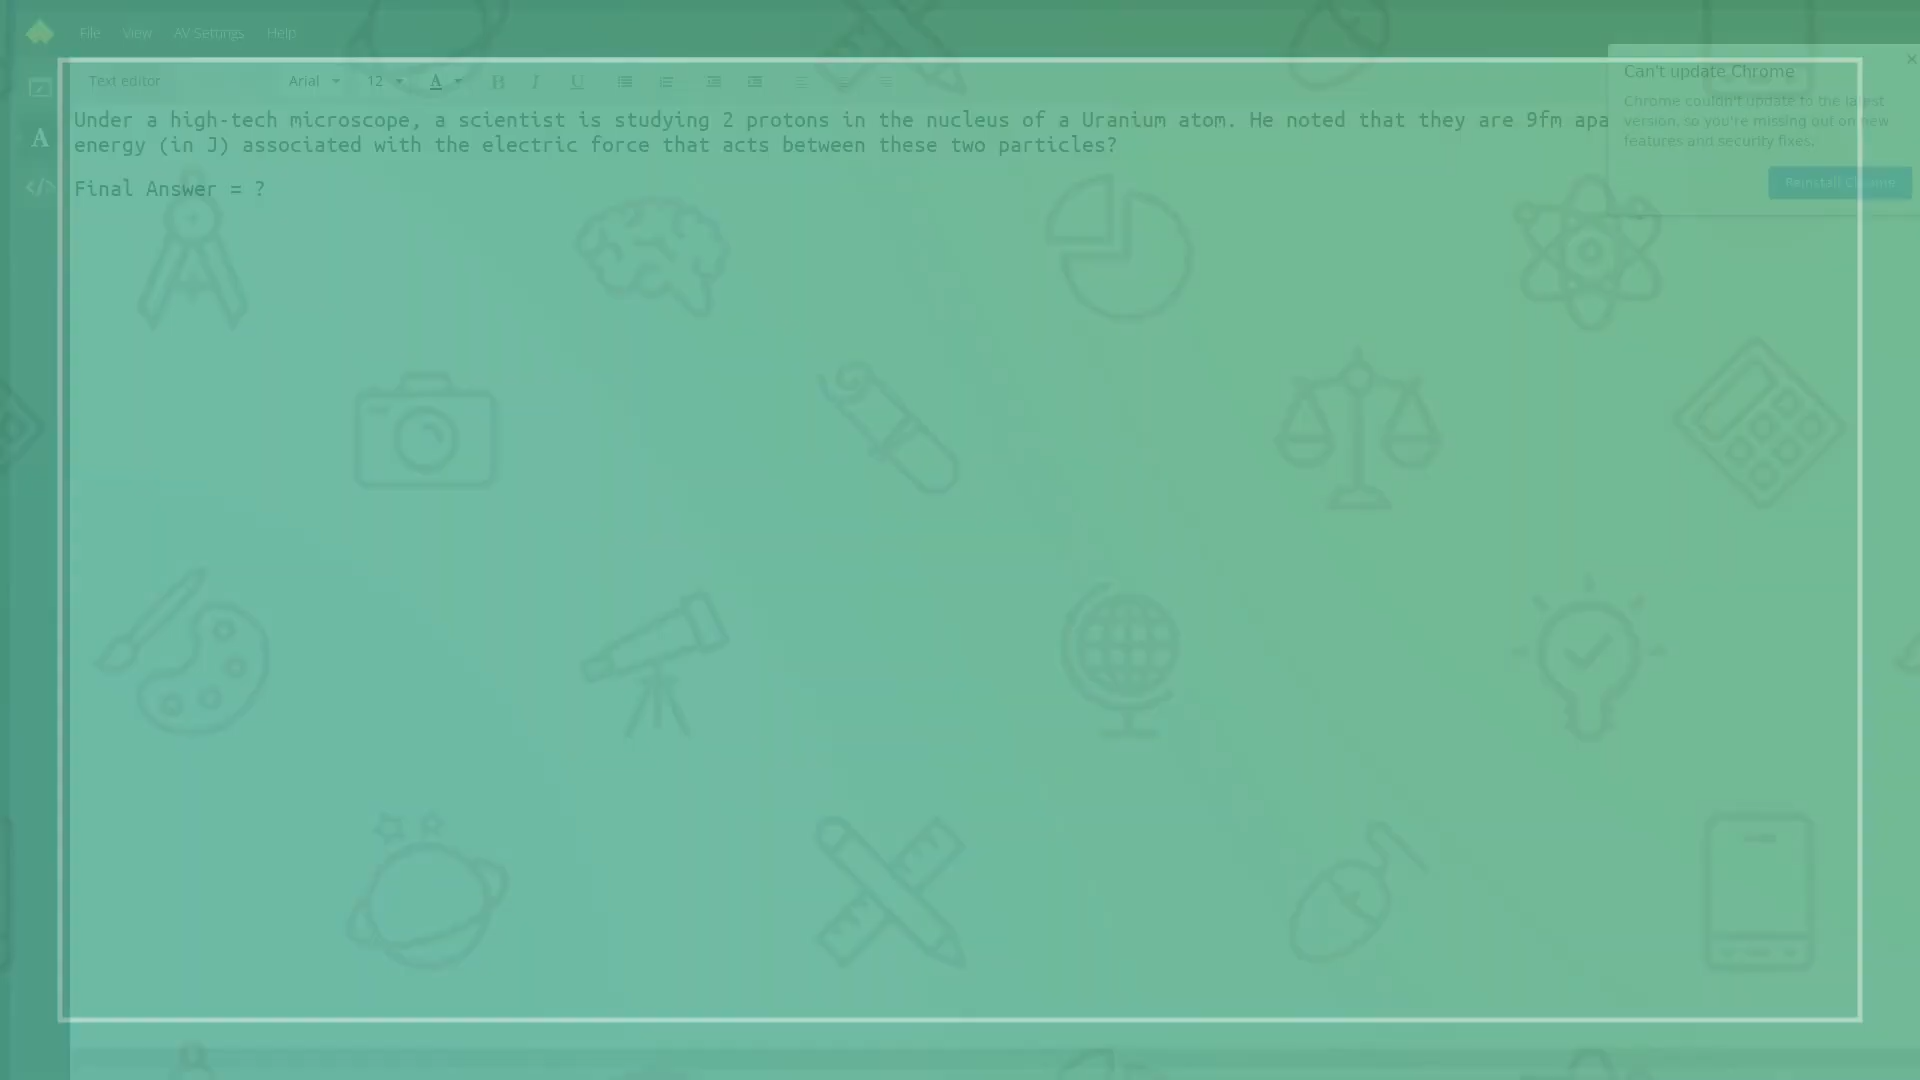 File View AV Settings Help
Text editor Arial 12 A B I U
Can't update Chrome
Chrome couldn't update to the latest
version, so you're missing out on new
features and security fixes.
Reinstall Chrome
A
</>
Under a high-tech microscope, a scientist is studying 2 protons in the nucleus of a Uranium atom. He noted that they are 9fm apa
energy (in J) associated with the electric force that acts between these two particles?
Final Answer = ?